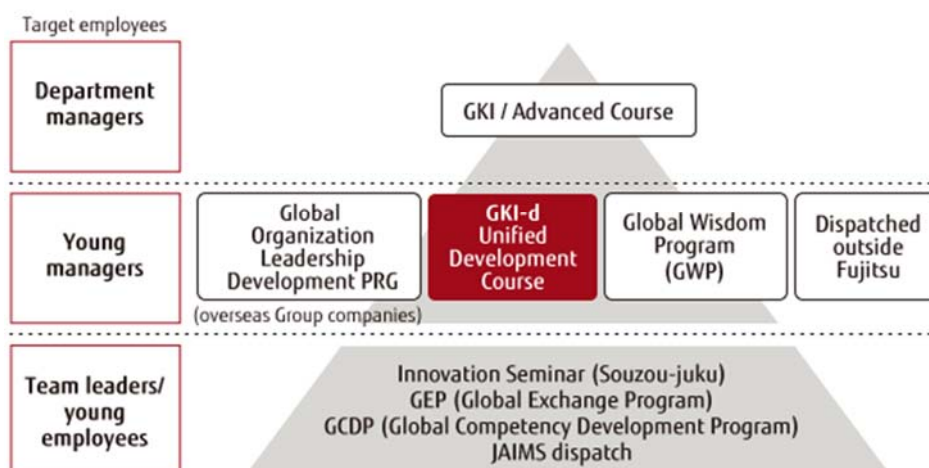 Target employees
Department
managers
GKI / Advanced Course
Young
managers
Global
Organization
Leadership
Development PRG
(overseas Group companies)
GKI-d
Unified
Development
Course
Global Wisdom
Program
(GWP)
Dispatched
outside
Fujitsu
Team leaders/
young
employees
Innovation Seminar (Souzou-juku)
GEP (Global Exchange Program)
GCDP (Global Competency Development Program)
JAIMS dispatch